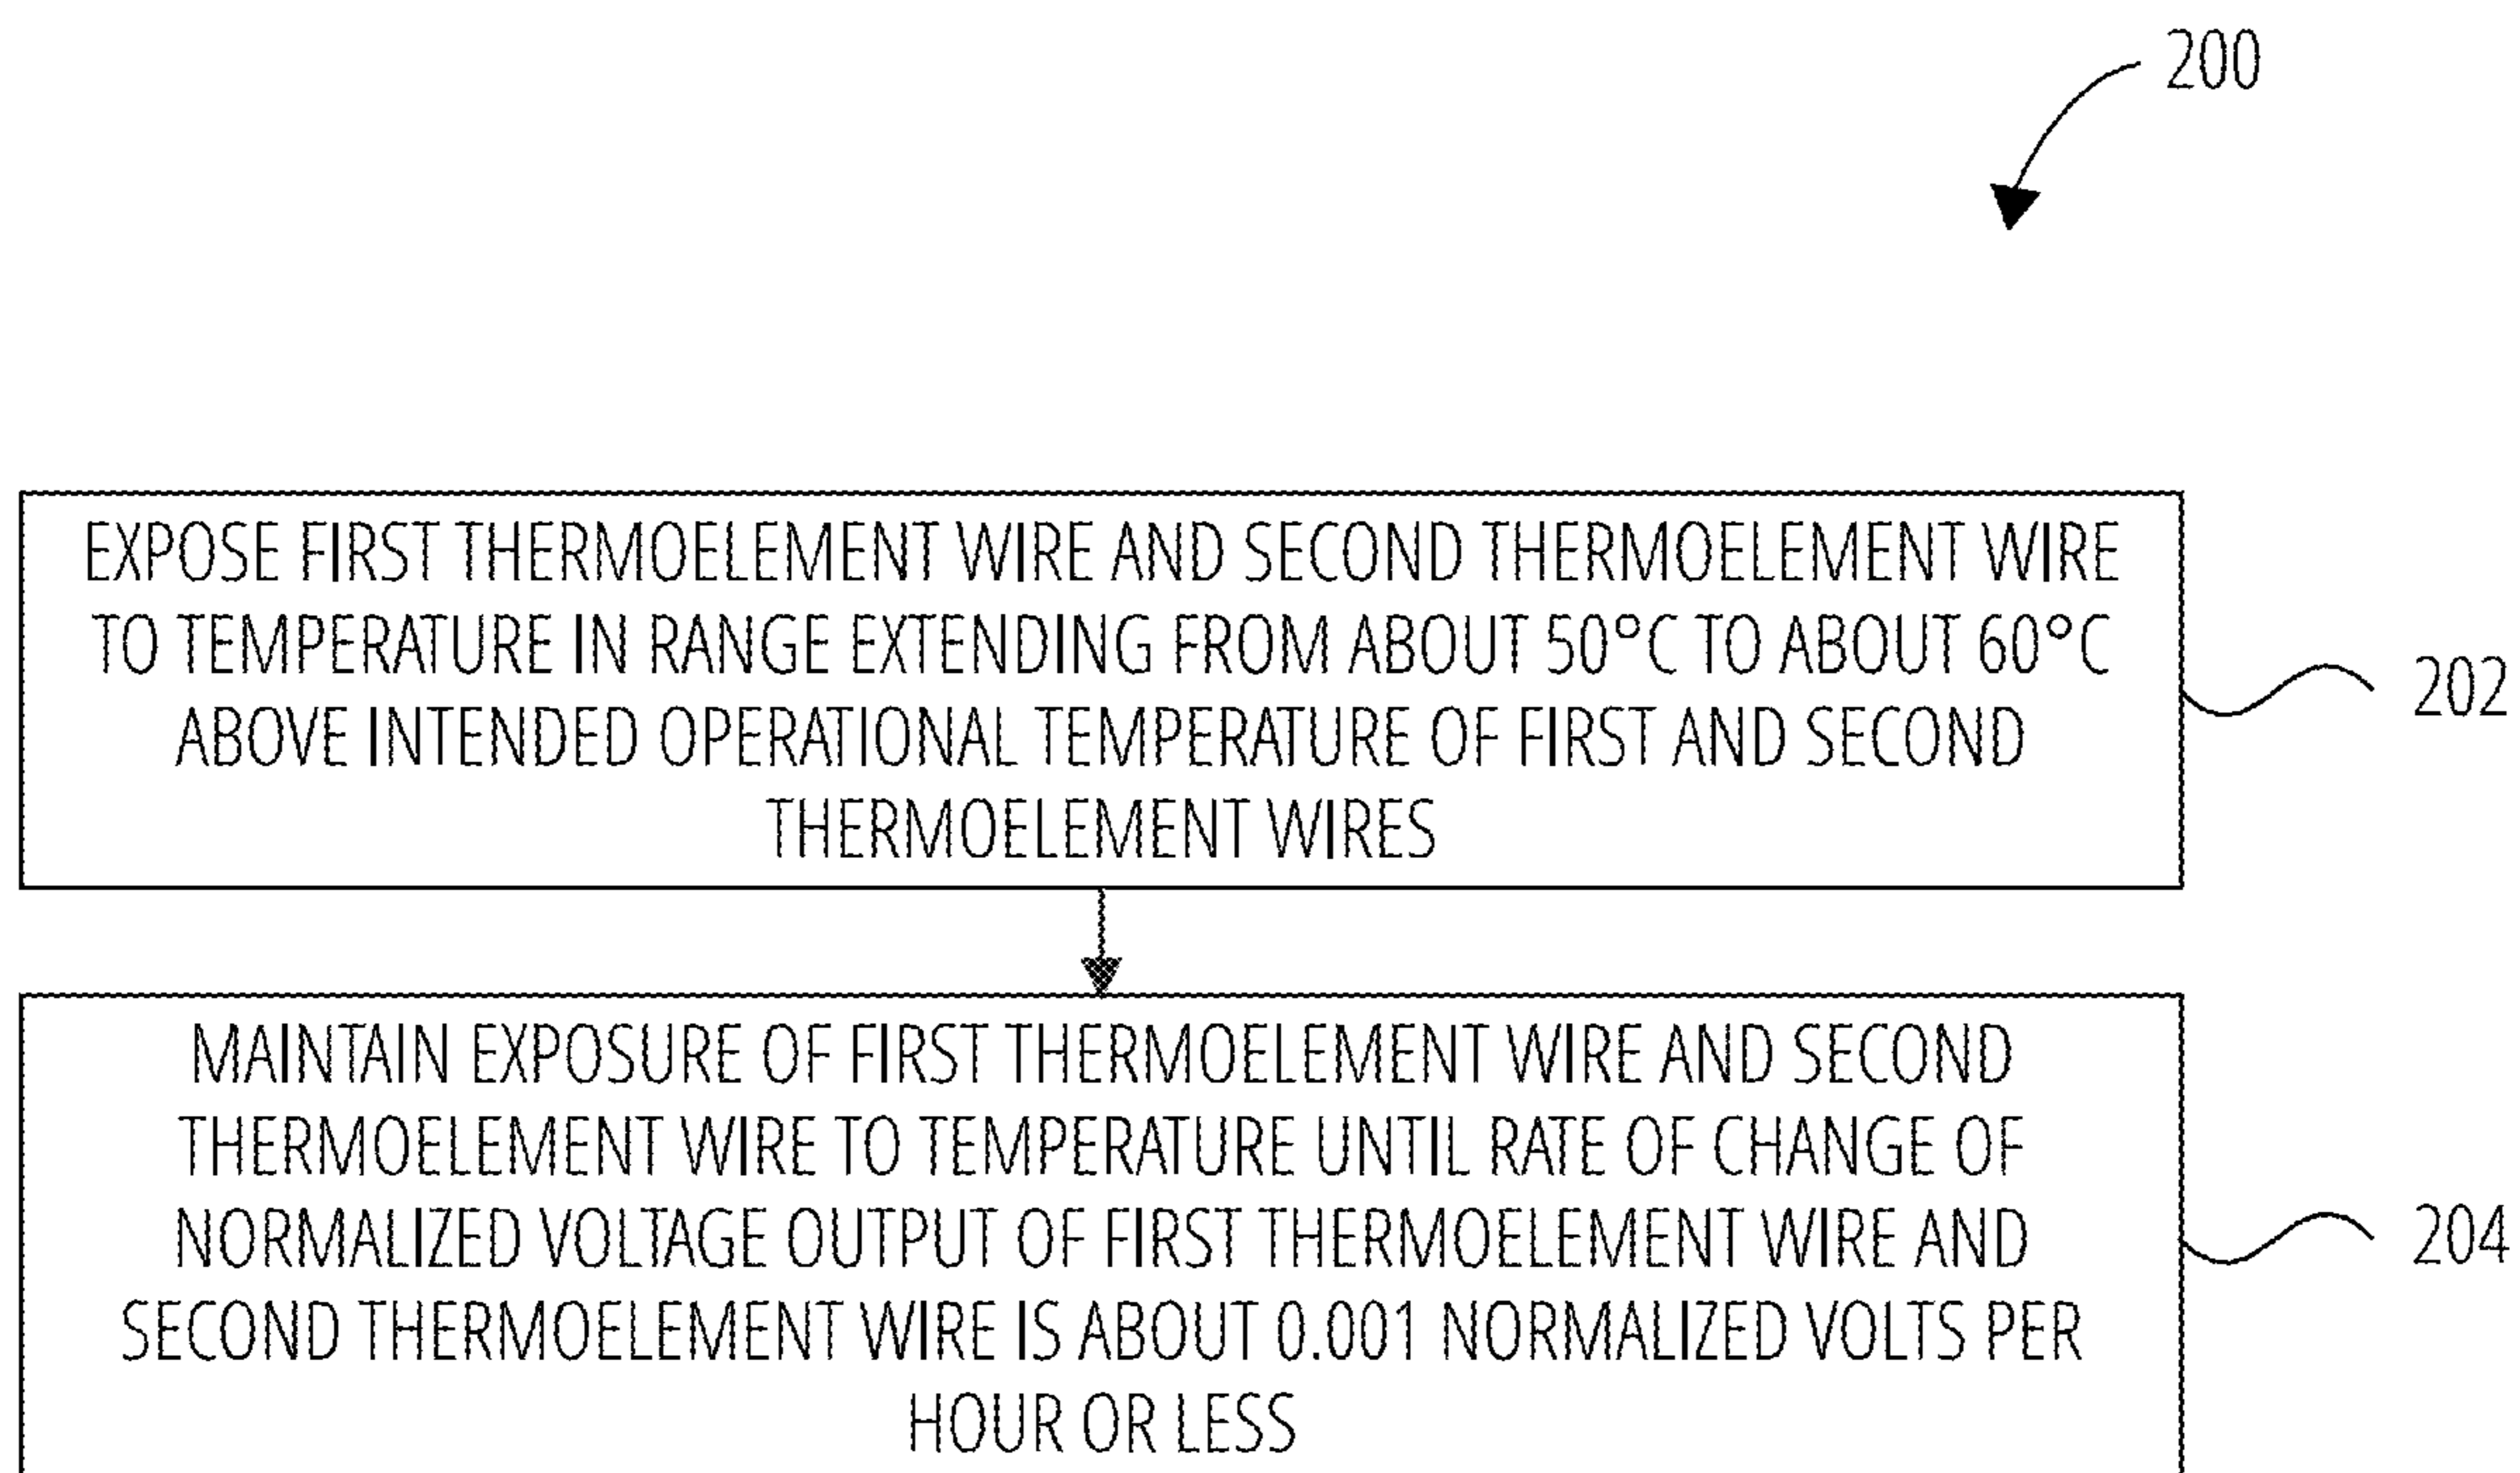 200
EXPOSE FIRST THERMOELEMENT WIRE AND SECOND THERMOELEMENT WIRE
TO TEMPERATURE IN RANGE EXTENDING FROM ABOUT 50°C TO ABOUT 60°C
ABOVE INTENDED OPERATIONAL TEMPERATURE OF FIRST AND SECOND
THERMOELEMENT WIRES
202
MAINTAIN EXPOSURE OF FIRST THERMOELEMENT WIRE AND SECOND
THERMOELEMENT WIRE TO TEMPERATURE UNTIL RATE OF CHANGE OF
NORMALIZED VOLTAGE OUTPUT OF FIRST THERMOELEMENT WIRE AND
SECOND THERMOELEMENT WIRE IS ABOUT 0.001 NORMALIZED VOLTS PER
HOUR OR LESS
204